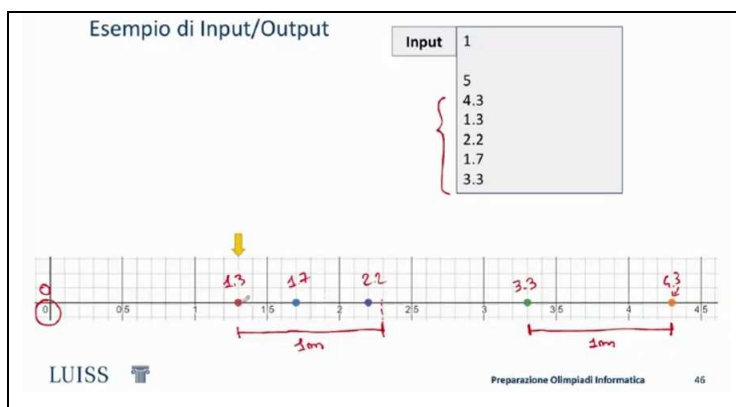 Esempio di Input/Output
Input
1
5
4.3
1.3
2.2
1.7
3.3
1.3 1.7 2.2 3.3 4.3
0
0 0.5 1 1.5 2 2.5 3 3.5 4 4.5
1m 1m
LUISS
Preparazione Olimpiadi Informatica 46